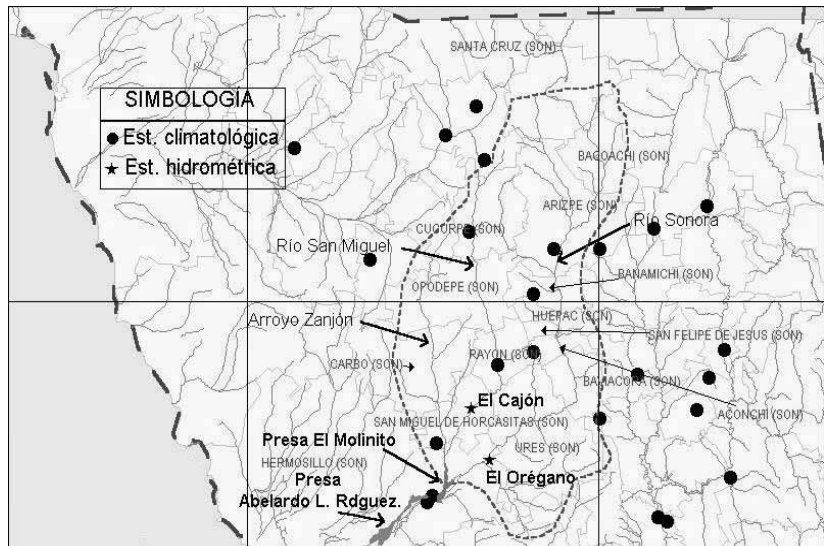 SANTA CRUZ (SON)
SIMBOLOGÍA
Est. climatológica
Est. hidrométrica
BACOACHI (SON)
ARIZPE (SON)
CUCURPE (SON)
Río Sonora
Río San Miguel
BANAMICHI (SON)
OPODEPE (SON)
HUEPAC (SON)
Arroyo Zanjón
SAN FELIPE DE JESUS (SON)
RAYON (SON)
CARBO (SON)
BAVIACORA (SON)
El Cajón
ACONCHI (SON)
SAN MIGUEL DE HORCASITAS (SON)
Presa El Molinito
URES (SON)
HERMOSILLO (SON)
El Orégano
Presa
Abelardo L. Rdguez.